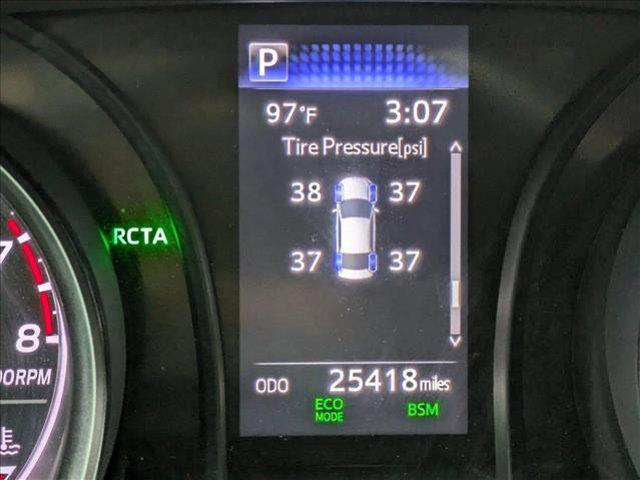 P
97°F 3:07
Tire Pressure[psi]
38 37
RCTA
37 37
7
8
00RPM
ODO 25418 miles
ECO
MODE
BSM